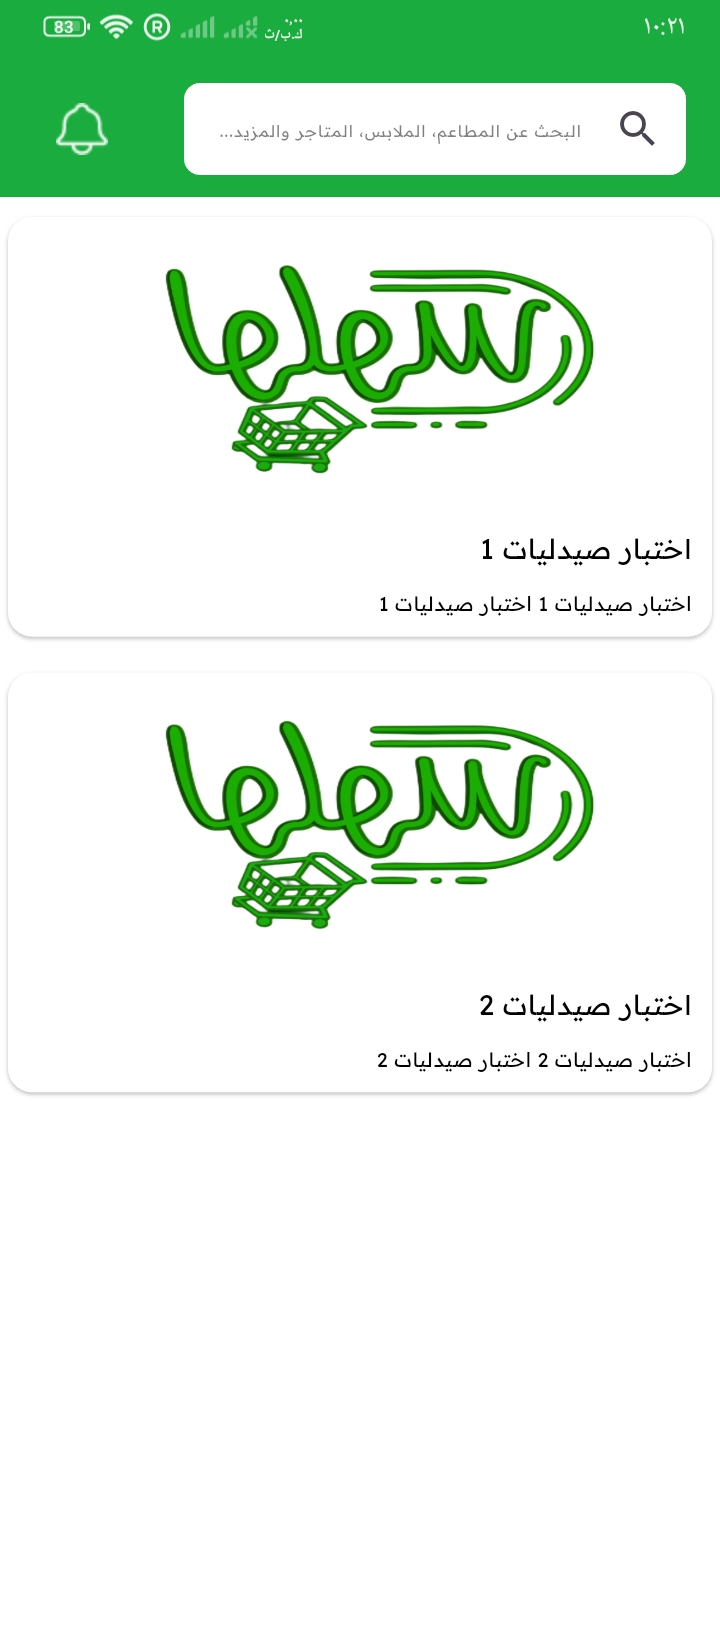 ١٠:٢١
83
البحث عن المطاعم، الملابس، المتاجر والمزيد...
سهلها
اختبار صيدليات 1
اختبار صيدليات 1 اختبار صيدليات 1
سهلها
اختبار صيدليات 2
اختبار صيدليات 2 اختبار صيدليات 2